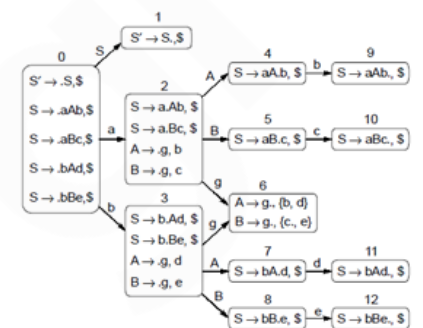 1
S' → S.,$
0
S
S' → .S,$
S → .aAb,$
S → .aBc,$
S → .bAd,$
S → .bBe,$
a
b
2
S → a.Ab, $
S → a.Bc, $
A → .g, b
B → .g, c
A
B
g
3
S → b.Ad, $
S → b.Be, $
A → .g, d
B → .g, e
g
A
B
4
S → aA.b, $
b
9
S → aAb., $
5
S → aB.c, $
c
10
S → aBc., $
6
A → g., {b, d}
B → g., {c., e}
7
S → bA.d, $
d
11
S → bAd., $
8
S → bB.e, $
e
12
S → bBe., $